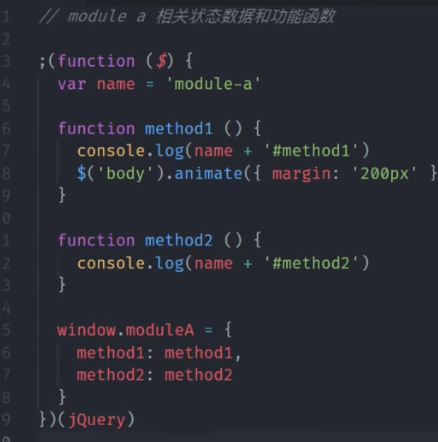 1 // module a 相关状态数据和功能函数
2
3 ;(function ($) {
4   var name = 'module-a'
5
6   function method1 () {
7     console.log(name + '#method1')
8     $('body').animate({ margin: '200px' }
9   }
0
1   function method2 () {
2     console.log(name + '#method2')
3   }
4
5   window.moduleA = {
6     method1: method1,
7     method2: method2
8   }
9 })(jQuery)